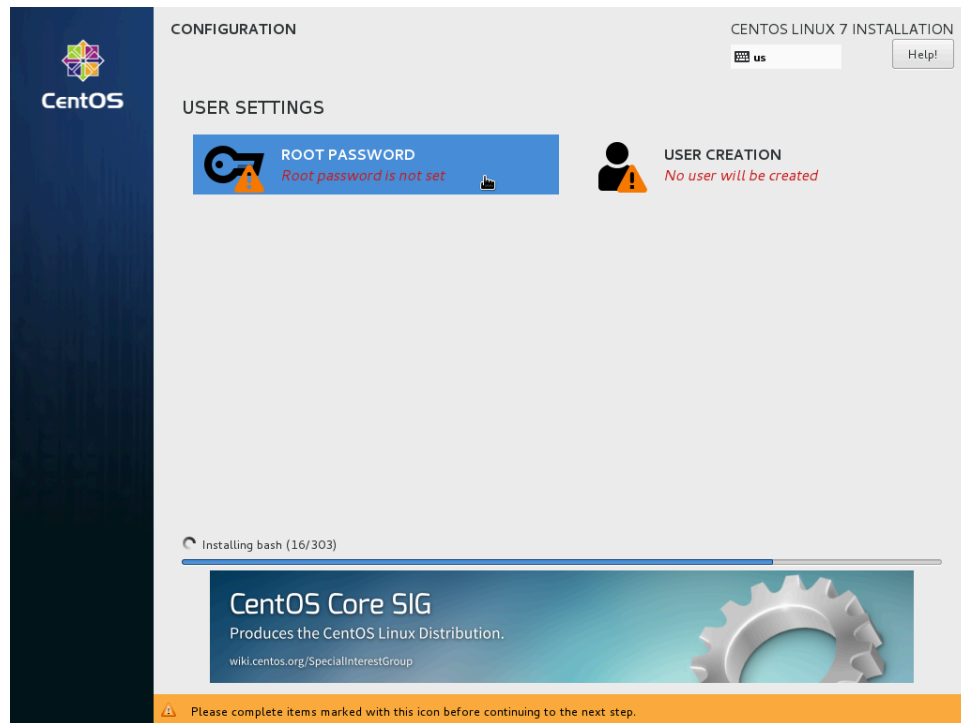 CentOS
CONFIGURATION
CENTOS LINUX 7 INSTALLATION
us
Help!
USER SETTINGS
ROOT PASSWORD
Root password is not set
USER CREATION
No user will be created
Installing bash (16/303)
CentOS Core SIG
Produces the CentOS Linux Distribution.
wiki.centos.org/SpecialInterestGroup
Please complete items marked with this icon before continuing to the next step.